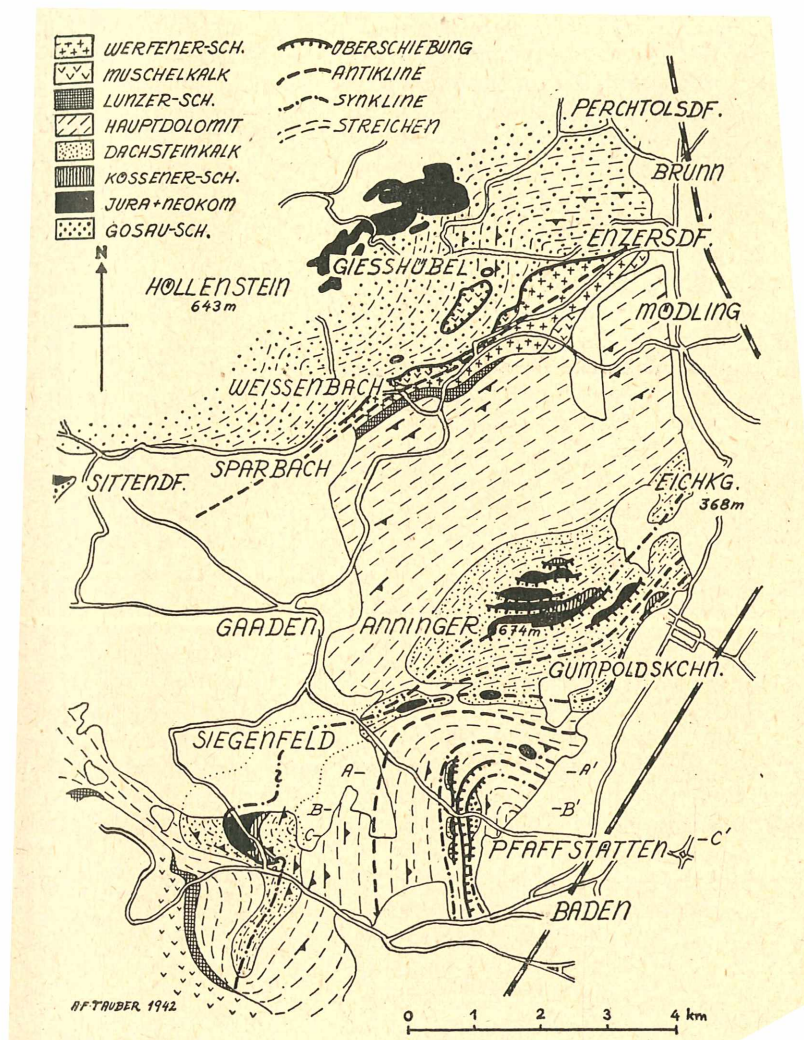 WERFENER-SCH.
MUSCHELKALK
LUNZER-SCH.
HAUPTDOLOMIT
DACHSTEINKALK
KÖSSENER-SCH.
JURA+NEOKOM
GOSAU-SCH.
ÜBERSCHIEBUNG
ANTIKLINE
SYNKLINE
STREICHEN
N
PERCHTOLSDF.
BRUNN
ENZERSDF.
GIESSHÜBEL
HÖLLENSTEIN
643m
MÖDLING
WEISSENBACH
SPARBACH
SITTENDF.
EICHKG.
368m
GAADEN
ANNINGER
674m
GUMPOLDSKCHN.
SIEGENFELD
A-
-A'
B-
-B'
C-
-C'
PFAFFSTÄTTEN
BADEN
A·F·TAUBER 1942
0 1 2 3 4 km